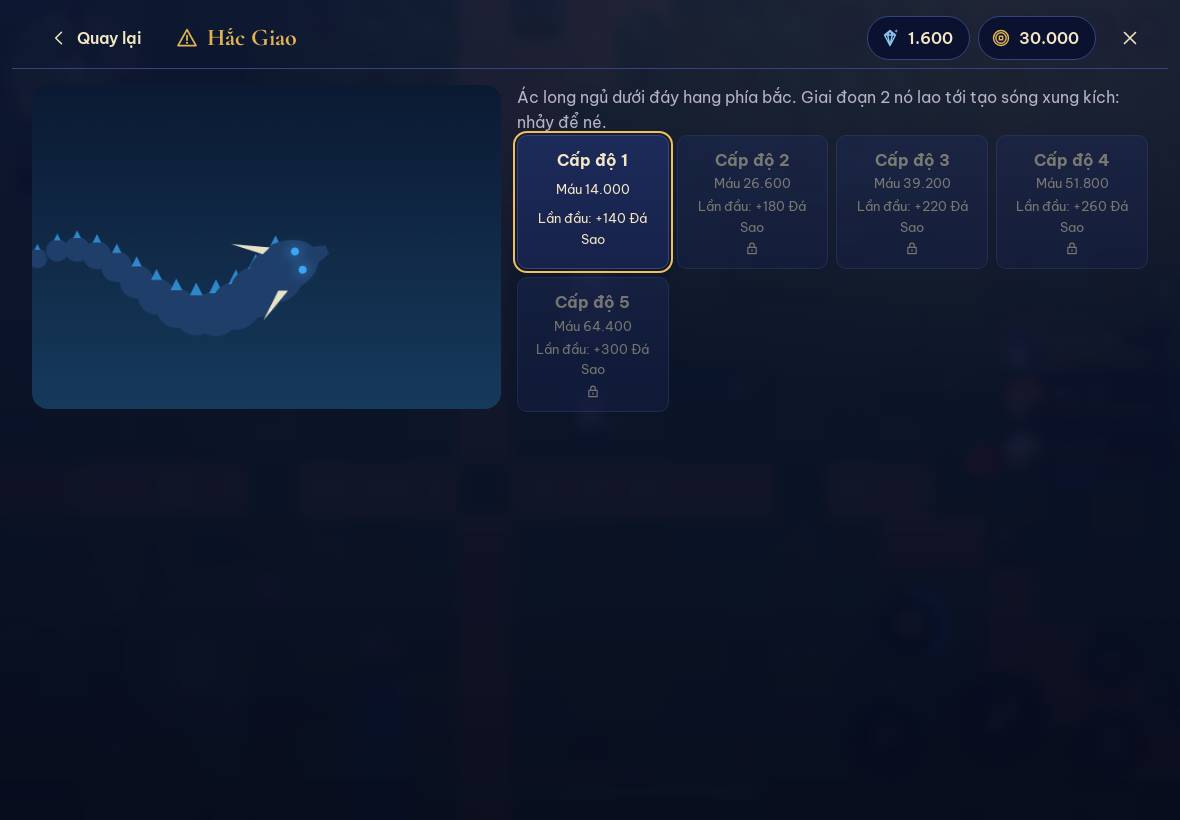 Quay lại
Hắc Giao
1.600
30.000
Ác long ngủ dưới đáy hang phía bắc. Giai đoạn 2 nó lao tới tạo sóng xung kích:
nhảy để né.
Cấp độ 1
Máu 14.000
Lần đầu: +140 Đá
Sao
Cấp độ 2
Máu 26.600
Lần đầu: +180 Đá
Sao
Cấp độ 3
Máu 39.200
Lần đầu: +220 Đá
Sao
Cấp độ 4
Máu 51.800
Lần đầu: +260 Đá
Sao
Cấp độ 5
Máu 64.400
Lần đầu: +300 Đá
Sao